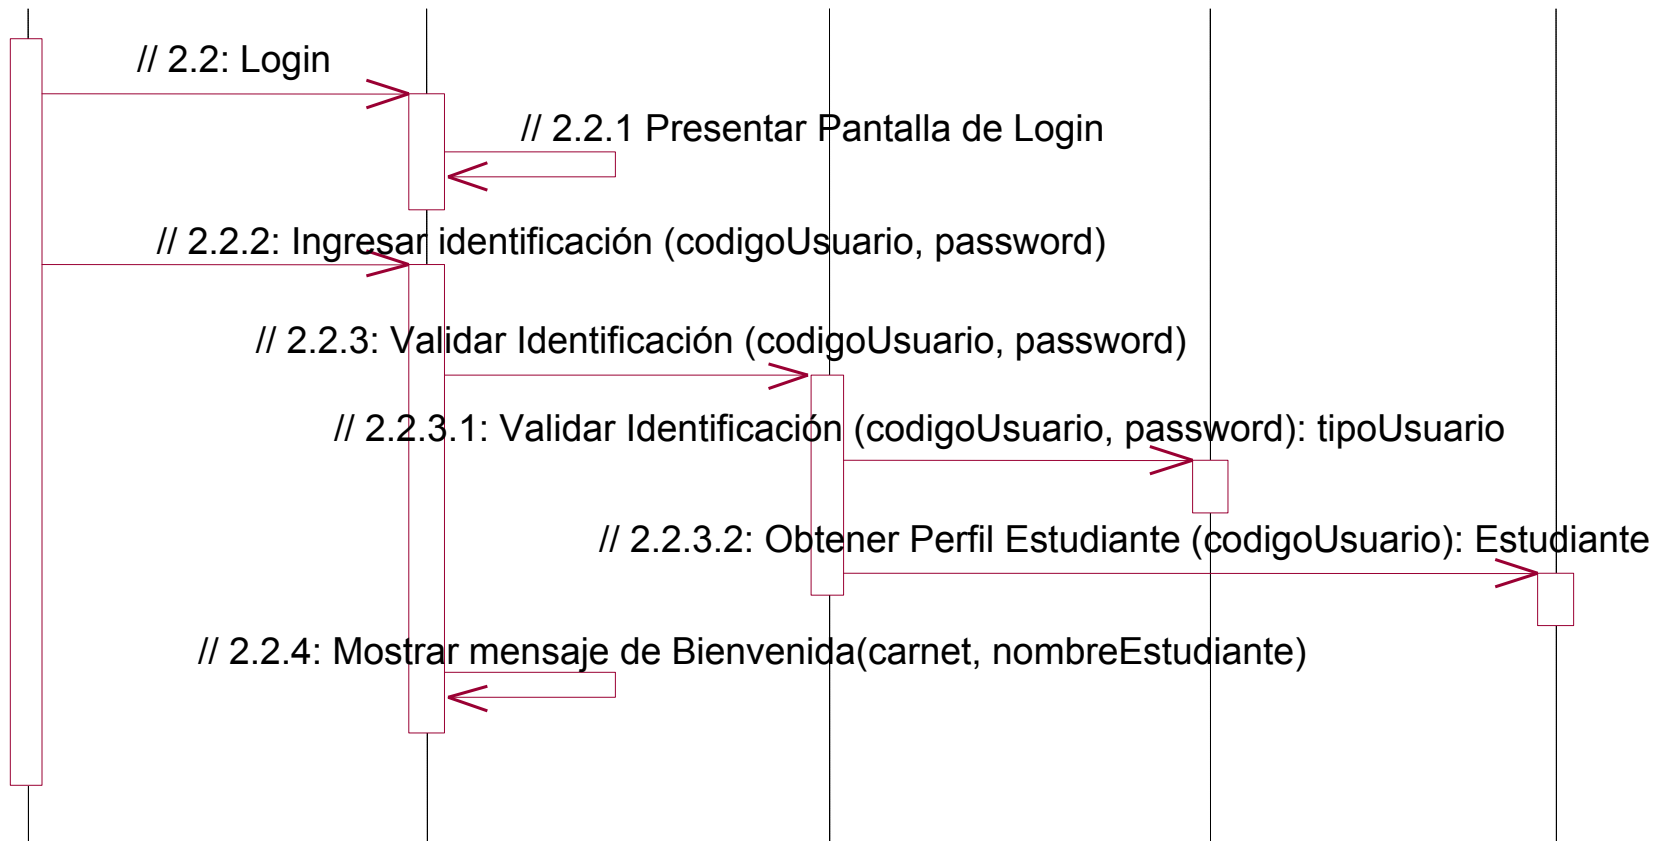 // 2.2: Login
// 2.2.1 Presentar Pantalla de Login
// 2.2.2: Ingresar identificación (codigoUsuario, password)
// 2.2.3: Validar Identificación (codigoUsuario, password)
// 2.2.3.1: Validar Identificación (codigoUsuario, password): tipoUsuario
// 2.2.3.2: Obtener Perfil Estudiante (codigoUsuario): Estudiante
// 2.2.4: Mostrar mensaje de Bienvenida(carnet, nombreEstudiante)